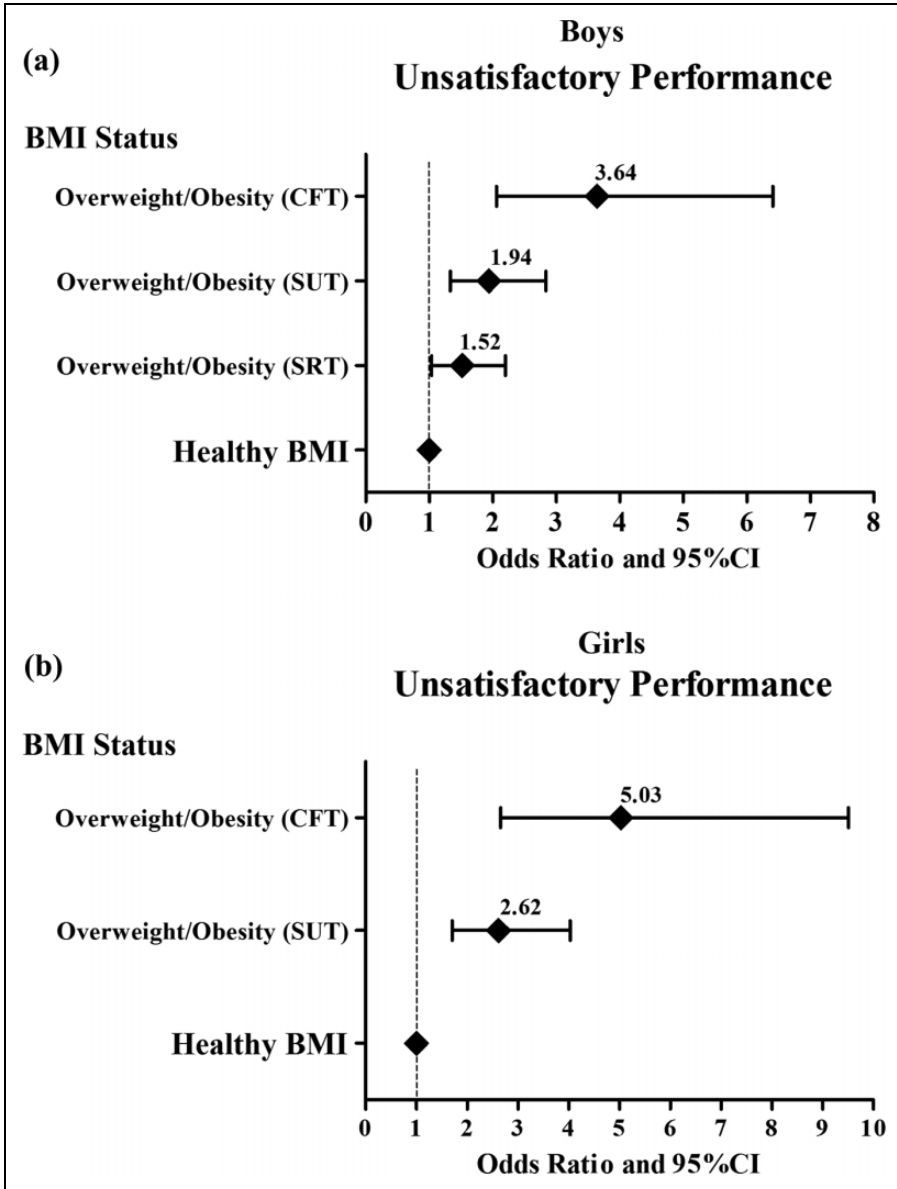 (a)
Boys
Unsatisfactory Performance
BMI Status
Overweight/Obesity (CFT)
3.64
Overweight/Obesity (SUT)
1.94
Overweight/Obesity (SRT)
1.52
Healthy BMI
0 1 2 3 4 5 6 7 8
Odds Ratio and 95%CI
(b)
Girls
Unsatisfactory Performance
BMI Status
Overweight/Obesity (CFT)
5.03
Overweight/Obesity (SUT)
2.62
Healthy BMI
0 1 2 3 4 5 6 7 8 9 10
Odds Ratio and 95%CI